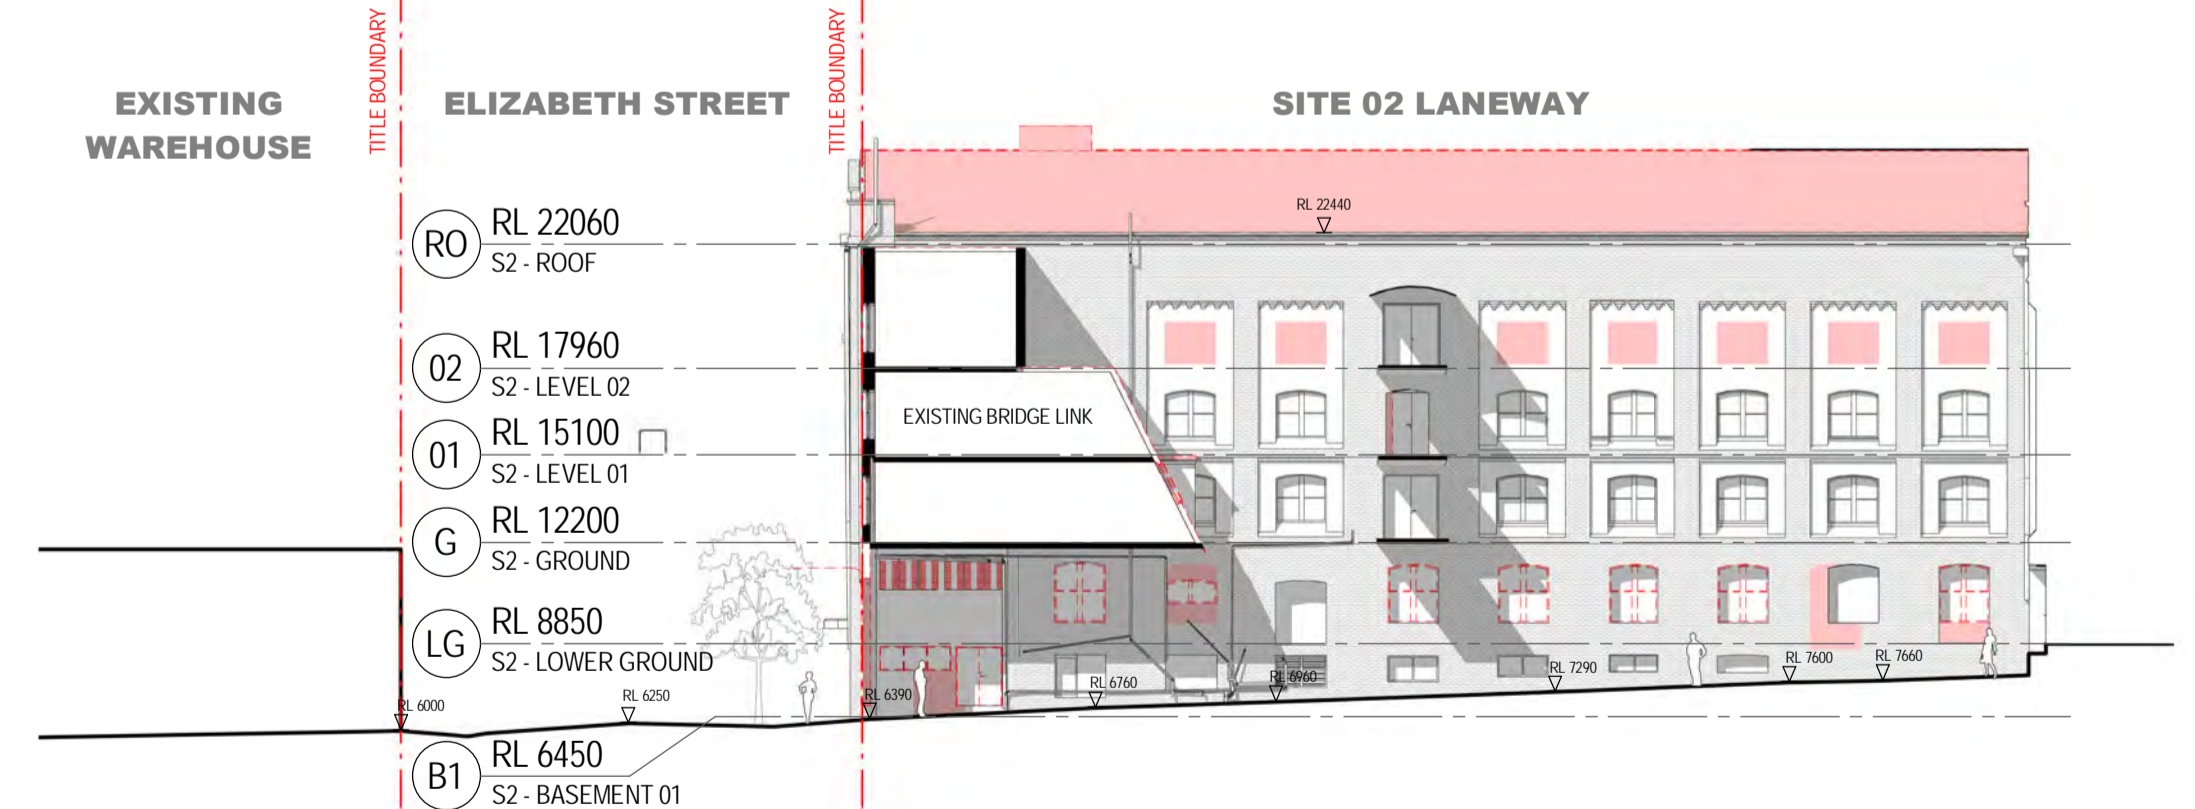 TITLE BOUNDARY
TITLE BOUNDARY
EXISTING
WAREHOUSE
ELIZABETH STREET
SITE 02 LANEWAY
RL 22440
RO
RL 22060
S2 - ROOF
02
RL 17960
S2 - LEVEL 02
EXISTING BRIDGE LINK
01
RL 15100
S2 - LEVEL 01
G
RL 12200
S2 - GROUND
LG
RL 8850
S2 - LOWER GROUND
RL 6000
RL 6250
RL 6390
RL 6760
RL 6960
RL 7290
RL 7600
RL 7660
B1
RL 6450
S2 - BASEMENT 01